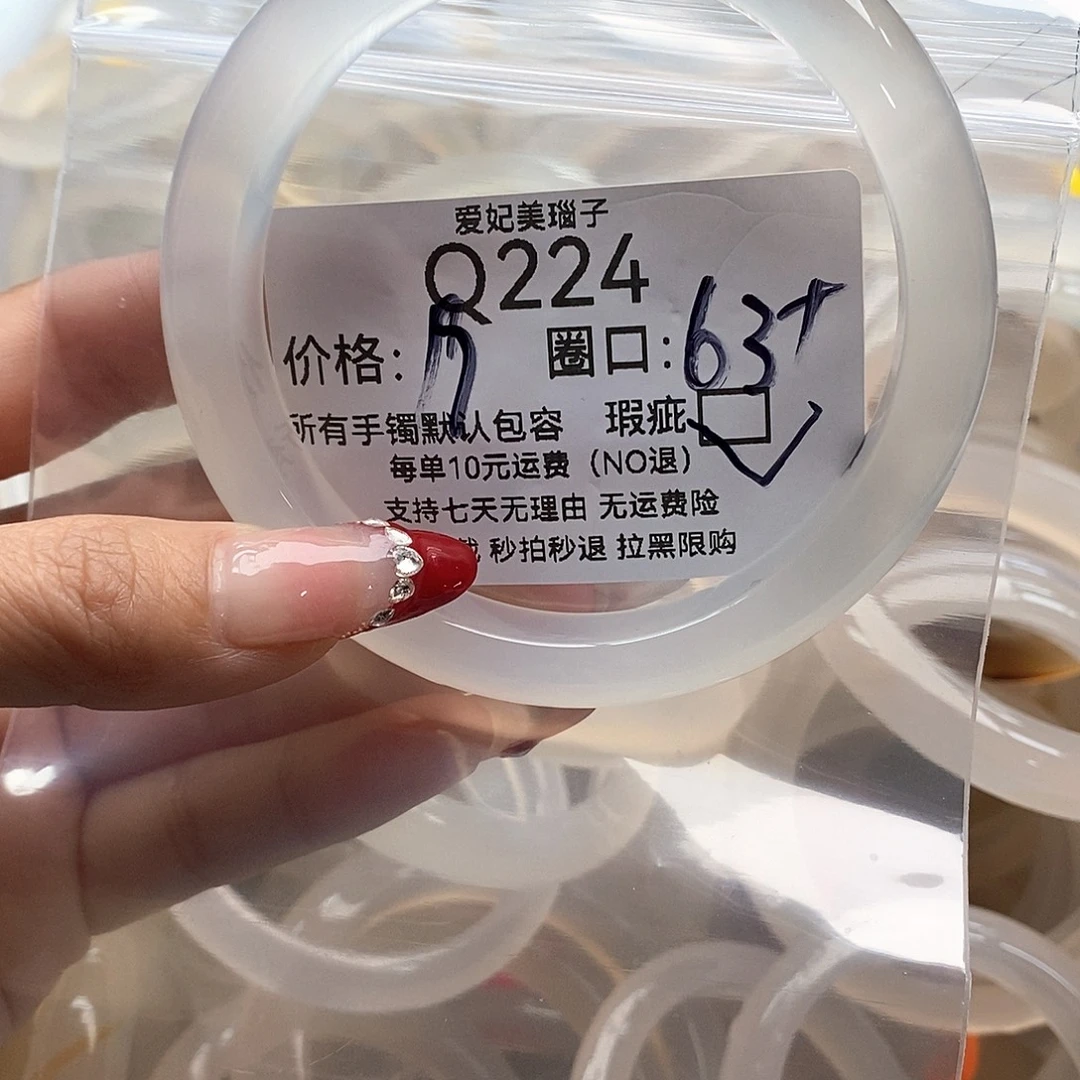 爱妃美瑙子
Q224
价格: 圈口: 63+
所有手镯默认包容 瑕疵
每单10元运费（NO退）
支持七天无理由 无运费险
秒拍秒退 拉黑限购